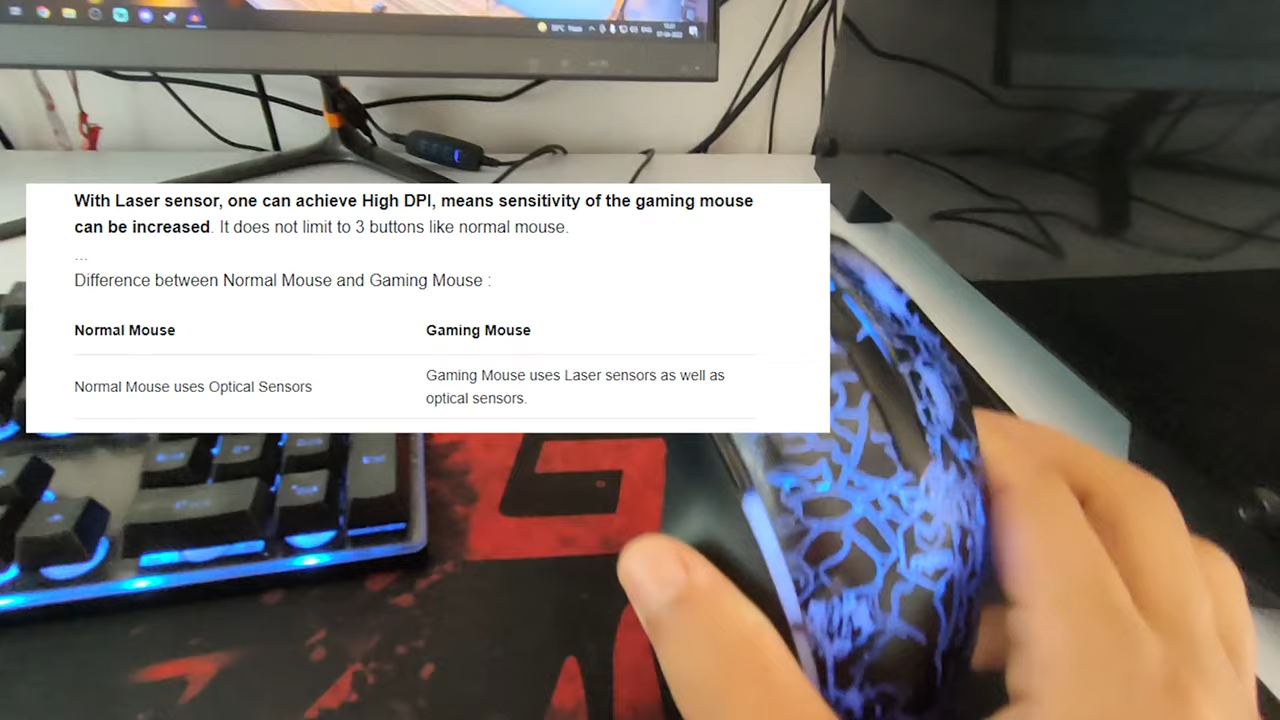 With Laser sensor, one can achieve High DPI, means sensitivity of the gaming mouse
can be increased. It does not limit to 3 buttons like normal mouse.
...
Difference between Normal Mouse and Gaming Mouse :
Normal Mouse
Gaming Mouse
Normal Mouse uses Optical Sensors
Gaming Mouse uses Laser sensors as well as
optical sensors.